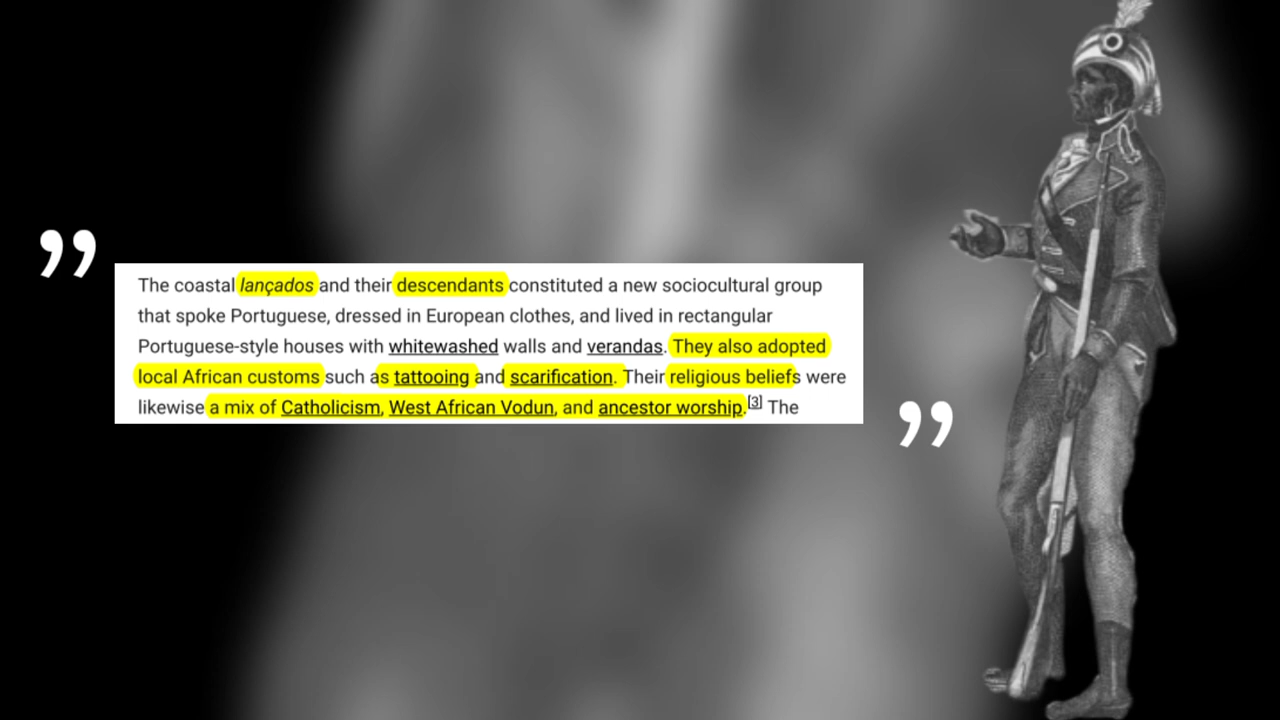 ”
The coastal lançados and their descendants constituted a new sociocultural group
that spoke Portuguese, dressed in European clothes, and lived in rectangular
Portuguese-style houses with whitewashed walls and verandas. They also adopted
local African customs such as tattooing and scarification. Their religious beliefs were
likewise a mix of Catholicism, West African Vodun, and ancestor worship.[3] The
”